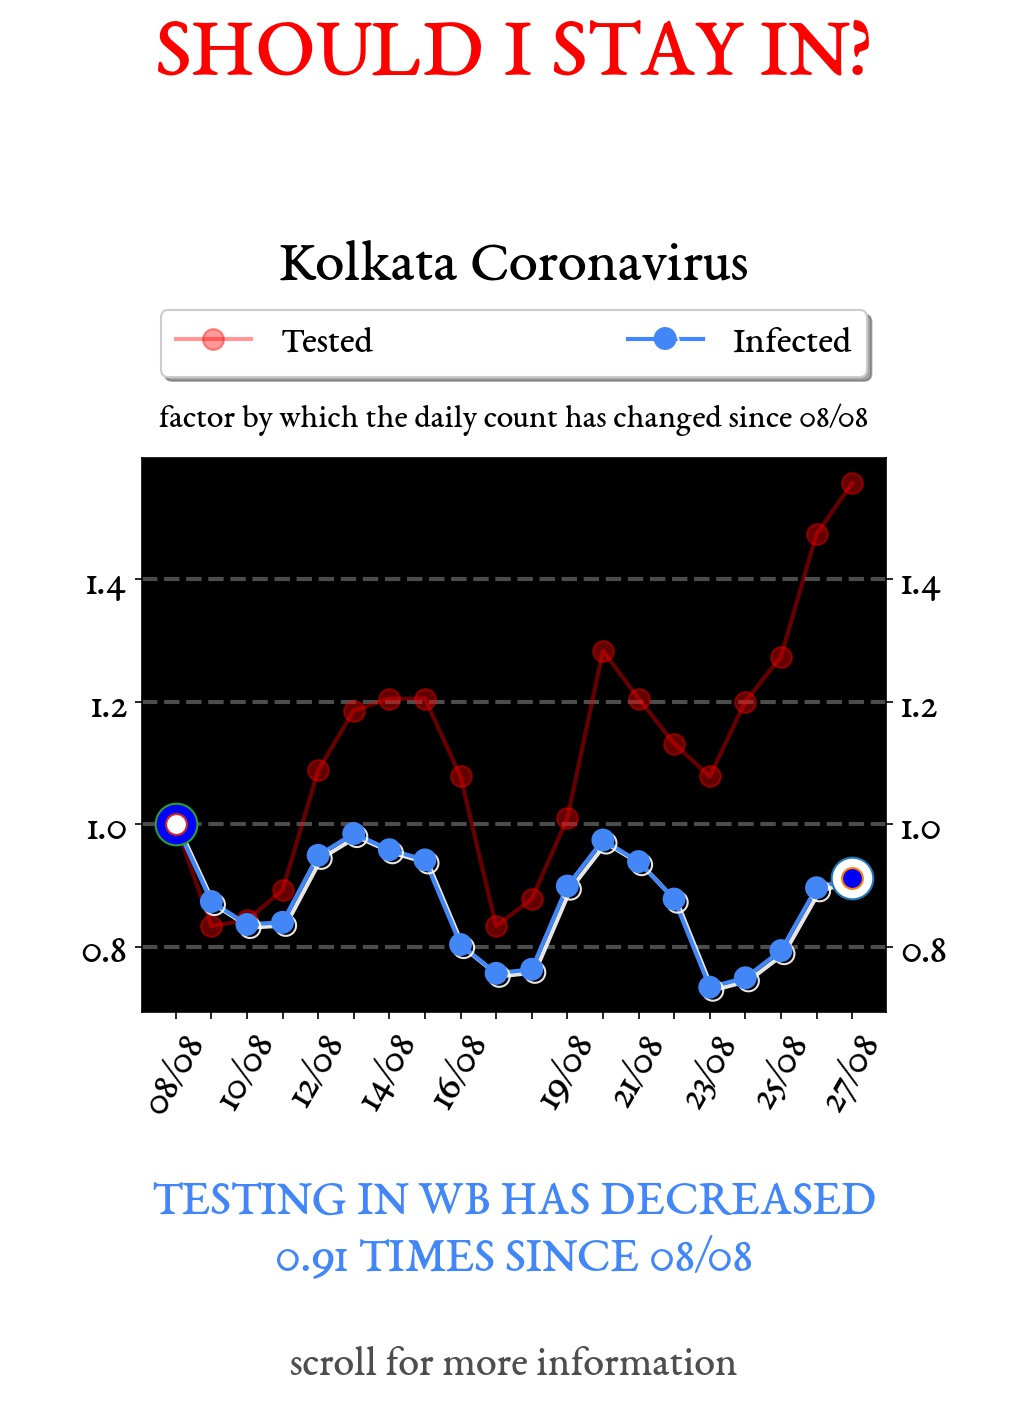 SHOULD I STAY IN?
Kolkata Coronavirus
Tested Infected
factor by which the daily count has changed since 08/08
1.4 1.4
1.2 1.2
1.0 1.0
0.8 0.8
08/08 10/08 12/08 14/08 16/08 19/08 21/08 23/08 25/08 27/08
TESTING IN WB HAS DECREASED
0.91 TIMES SINCE 08/08
scroll for more information